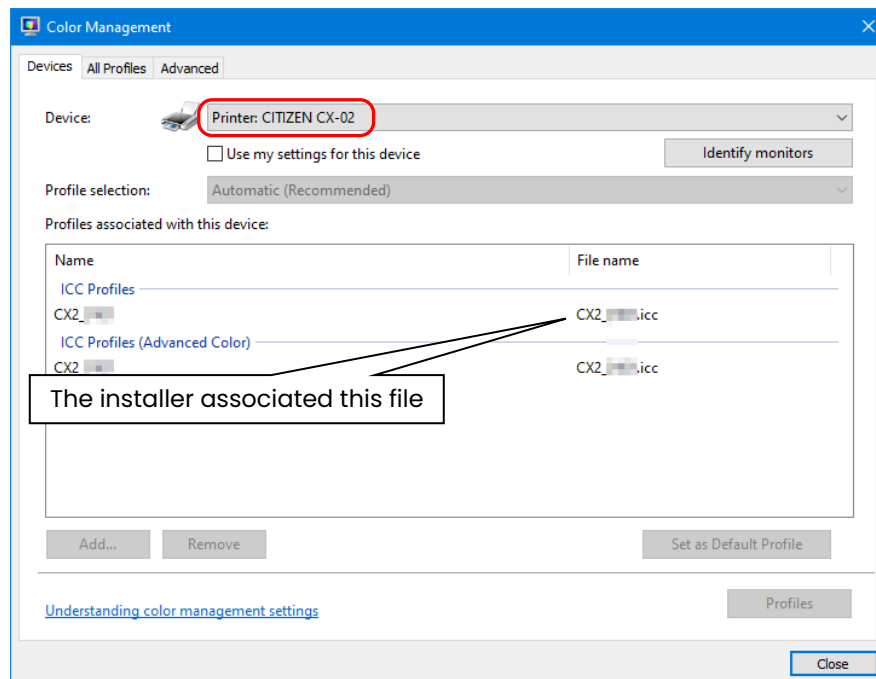 Color Management
Devices All Profiles Advanced
Device: Printer: CITIZEN CX-02
Use my settings for this device Identify monitors
Profile selection: Automatic (Recommended)
Profiles associated with this device:
Name File name
ICC Profiles
CX2_ CX2_ .icc
ICC Profiles (Advanced Color)
CX2 CX2_ .icc
The installer associated this file
Add... Remove Set as Default Profile
Understanding color management settings Profiles
Close